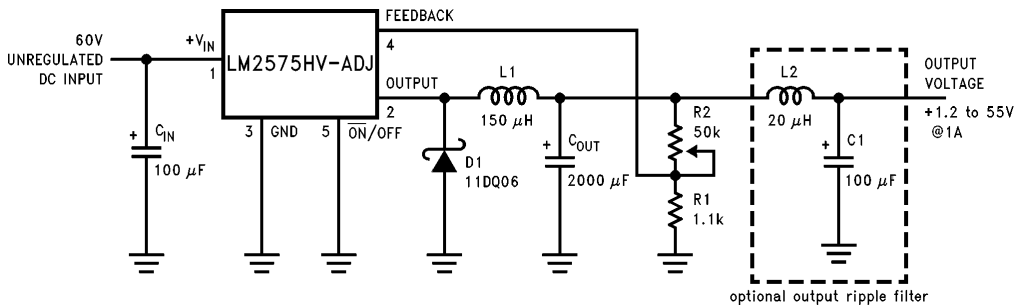 FEEDBACK
60V
UNREGULATED
DC INPUT
+VIN
1
LM2575HV-ADJ
4
OUTPUT
2
L1
150 μH
L2
20 μH
OUTPUT
VOLTAGE
+1.2 to 55V
@1A
3
GND
5
ON/OFF
+
CIN
100 μF
D1
11DQ06
+
COUT
2000 μF
R2
50k
R1
1.1k
+
C1
100 μF
optional output ripple filter